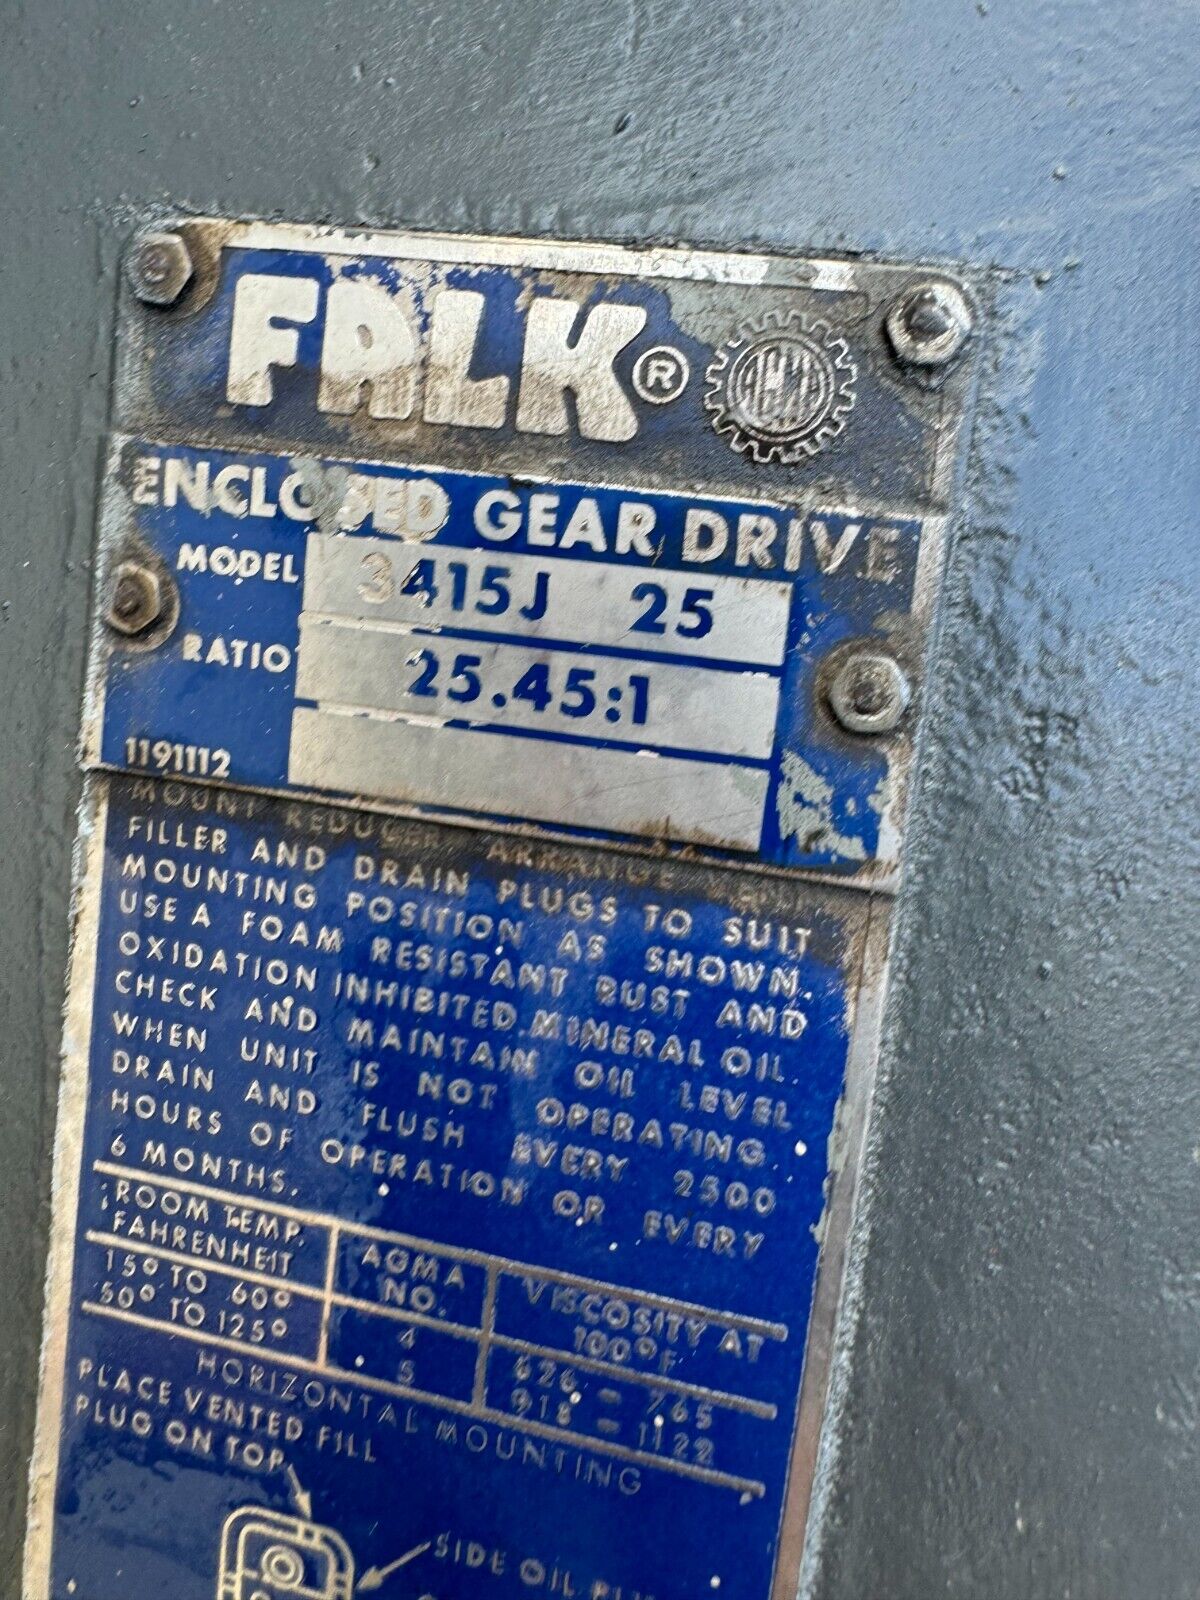 FALK®
AGMA
ENCLOSED GEAR DRIVE
MODEL 3415J 25
RATIO 25.45:1
1191112
MOUNT REDUCER ARRANGE
FILLER AND DRAIN PLUGS TO SUIT
MOUNTING POSITION AS SHOWN.
USE A FOAM RESISTANT RUST AND
OXIDATION INHIBITED MINERAL OIL.
CHECK AND MAINTAIN OIL LEVEL
WHEN UNIT IS NOT OPERATING.
DRAIN AND FLUSH EVERY 2500
HOURS OF OPERATION OR EVERY
6 MONTHS.
ROOM TEMP. FAHRENHEIT AGMA NO. VISCOSITY AT 100°F
15° TO 60° 4 626 - 765
50° TO 125° 5 918 - 1122
HORIZONTAL MOUNTING
PLACE VENTED FILL
PLUG ON TOP
SIDE OIL